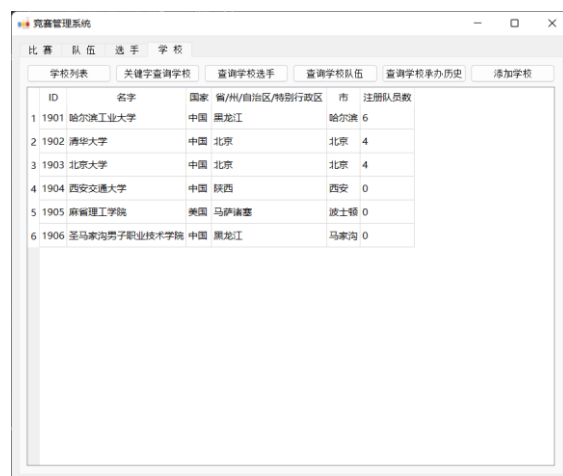 竞赛管理系统
比 赛 队 伍 选 手 学 校
学校列表 关键字查询学校 查询学校选手 查询学校队伍 查询学校承办历史 添加学校
ID 名字 国家 省/州/自治区/特别行政区 市 注册队员数
1 1901 哈尔滨工业大学 中国 黑龙江 哈尔滨 6
2 1902 清华大学 中国 北京 北京 4
3 1903 北京大学 中国 北京 北京 4
4 1904 西安交通大学 中国 陕西 西安 0
5 1905 麻省理工学院 美国 马萨诸塞 波士顿 0
6 1906 圣马家沟男子职业技术学院 中国 黑龙江 马家沟 0